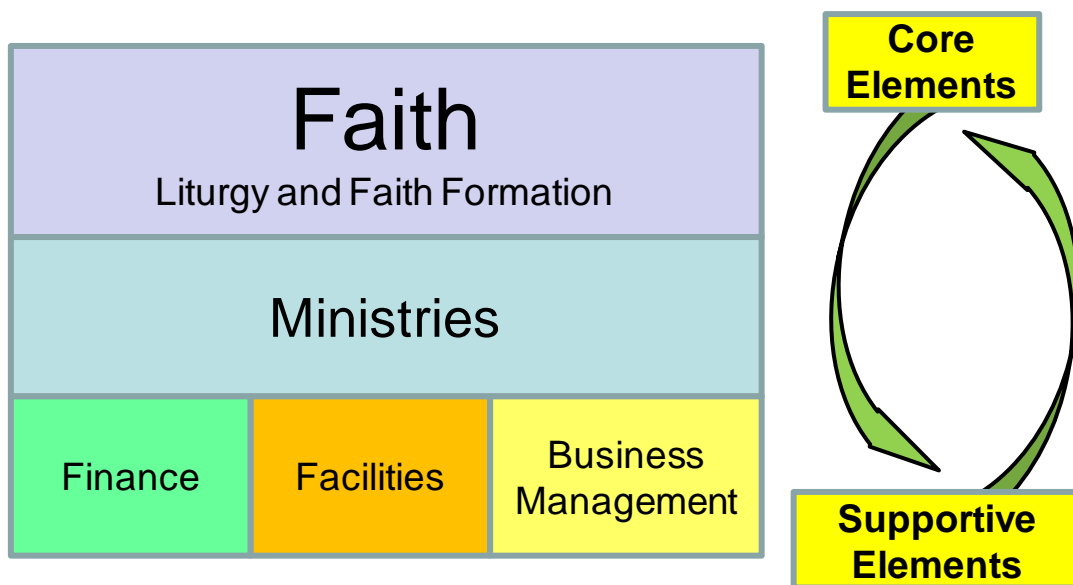 Faith
Liturgy and Faith Formation
Ministries
Finance
Facilities
Business
Management
Core
Elements
Supportive
Elements